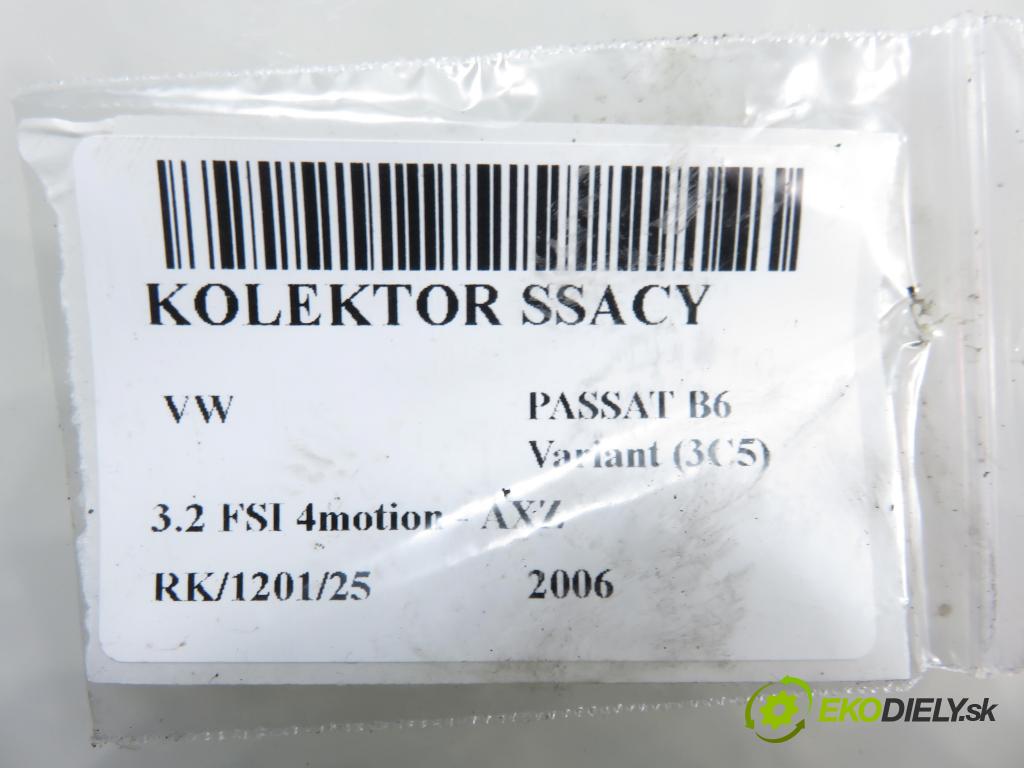 KOLEKTOR SSACY
VW PASSAT B6
Variant (3C5)
3.2 FSI 4motion - AXZ
RK/1201/25 2006
EKODIELY.sk